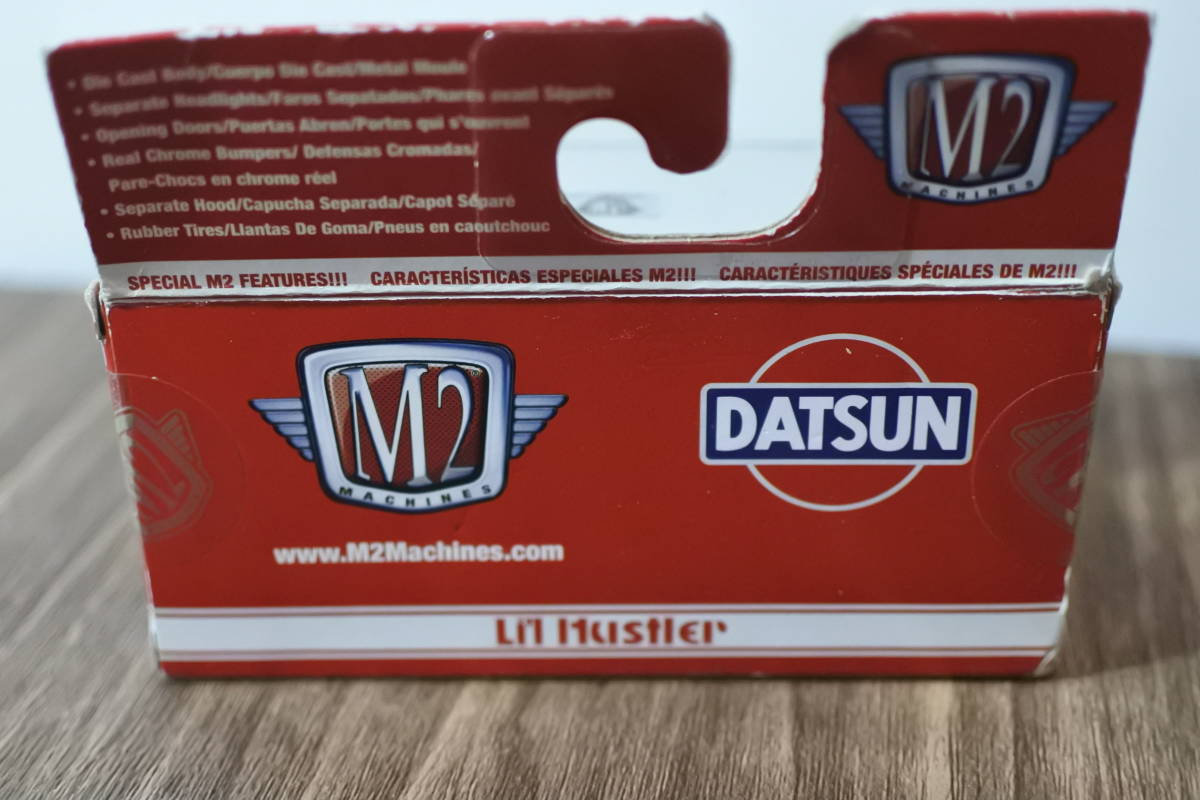 • Die Cast Body/Cuerpo Die Cast/Metal Moule
• Separate Headlights/Faros Sepatados/Phares avant Séparés
• Opening Doors/Puertas Abren/Portes qui s'ouvrent
• Real Chrome Bumpers/ Defensas Cromadas/
Pare-Chocs en chrome réel
• Separate Hood/Capucha Separada/Capot Séparé
• Rubber Tires/Llantas De Goma/Pneus en caoutchouc
M2
MACHINES
SPECIAL M2 FEATURES!!! CARACTERÍSTICAS ESPECIALES M2!!! CARACTÉRISTIQUES SPÉCIALES DE M2!!!
M2
MACHINES
DATSUN
www.M2Machines.com
Li'l Hustler